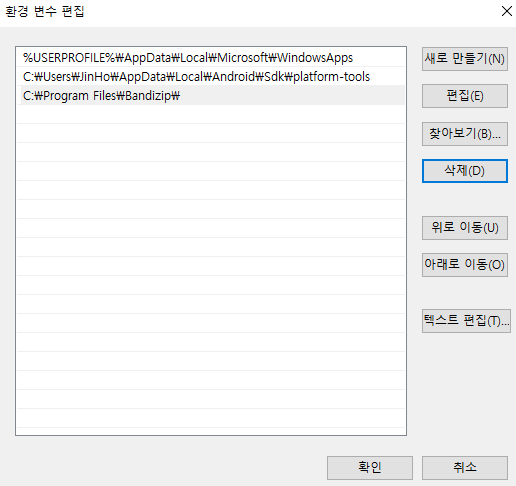 환경 변수 편집
%USERPROFILE%₩AppData₩Local₩Microsoft₩WindowsApps
C:₩Users₩JinHo₩AppData₩Local₩Android₩Sdk₩platform-tools
C:₩Program Files₩Bandizip₩
새로 만들기(N)
편집(E)
찾아보기(B)...
삭제(D)
위로 이동(U)
아래로 이동(O)
텍스트 편집(T)...
확인
취소